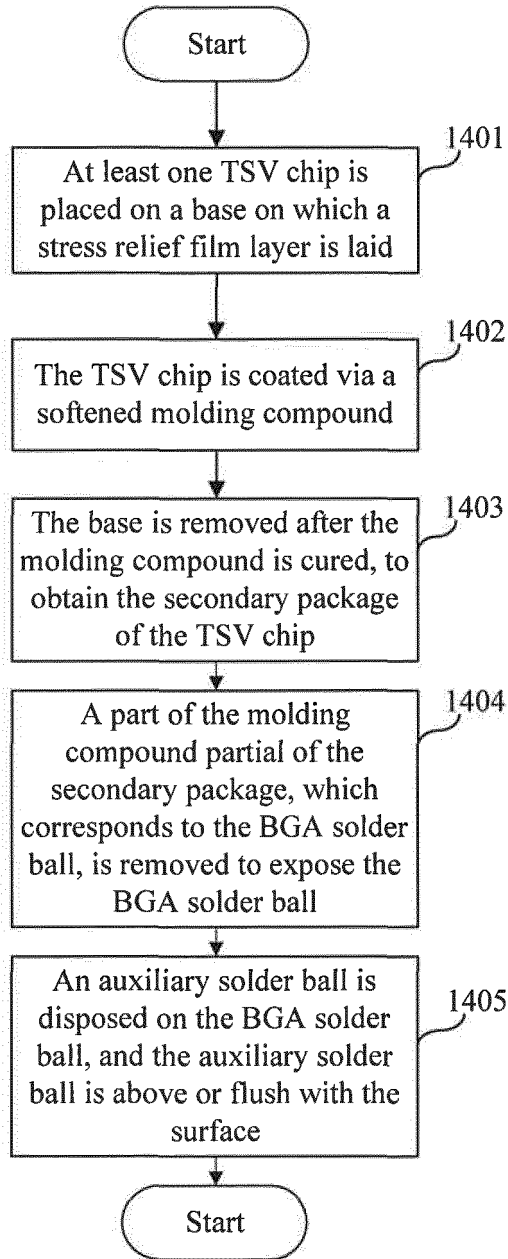 Start
1401
At least one TSV chip is
placed on a base on which a
stress relief film layer is laid
1402
The TSV chip is coated via a
softened molding compound
1403
The base is removed after the
molding compound is cured, to
obtain the secondary package
of the TSV chip
1404
A part of the molding
compound partial of the
secondary package, which
corresponds to the BGA solder
ball, is removed to expose the
BGA solder ball
1405
An auxiliary solder ball is
disposed on the BGA solder
ball, and the auxiliary solder
ball is above or flush with the
surface
Start